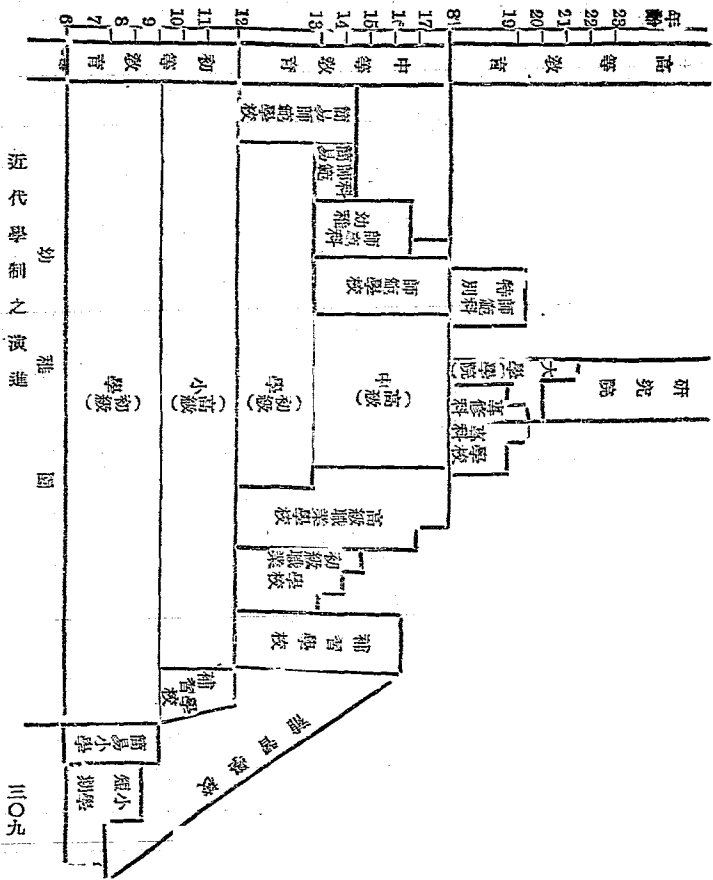 年齡
23
22
21
20
19
18
17
16
15
14
13
12
11
10
9
8
7
6
高等教育
中等教育
初等教育
研究院
大學(學院)
專修科
專科學校
特別師範科
師範學校
幼稚師範科
簡易師範科
簡易師範學校
中(高級)
學(初級)
高級職業學校
初級職業學校
補習學校
小(高級)
學(初級)
補習學校
補習學校
簡易小學
短小
期學
幼稚園
近代學制之演進
三〇九